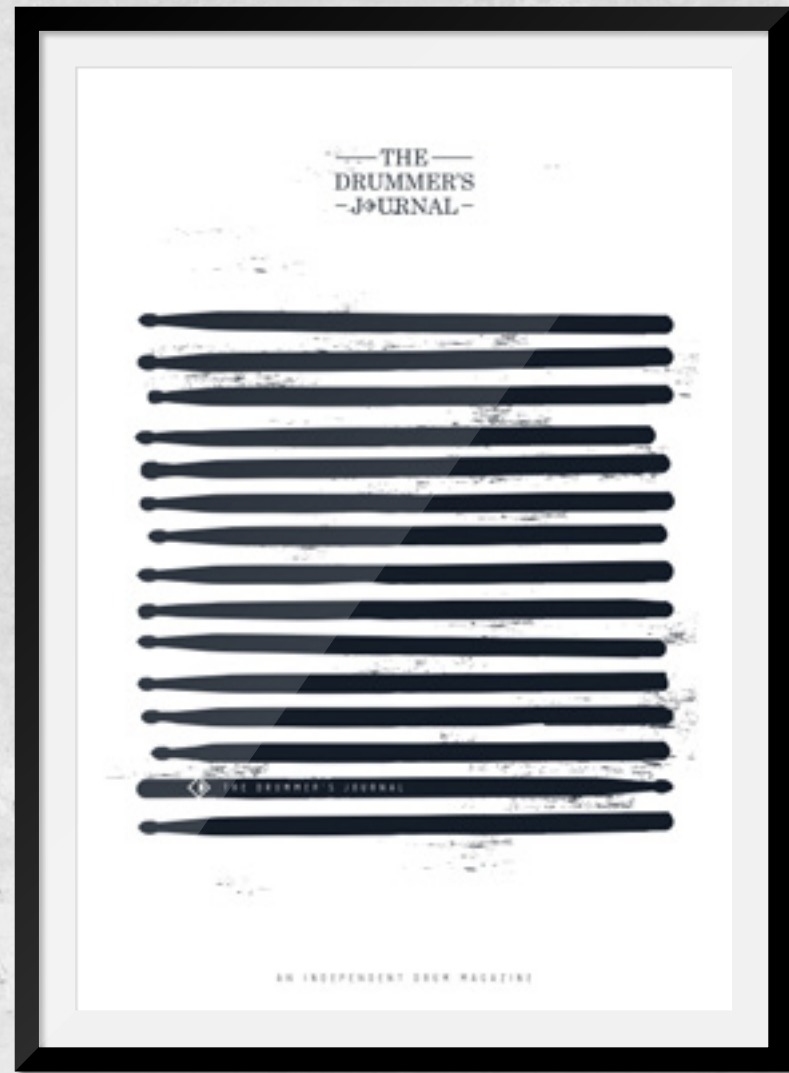 THE
DRUMMER'S
JOURNAL
THE DRUMMER'S JOURNAL
AN INDEPENDENT DRUM MAGAZINE